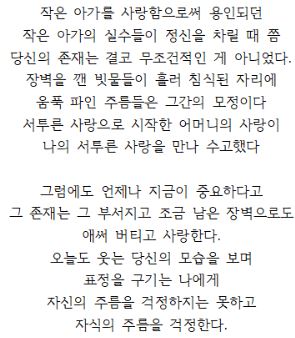 작은 아가를 사랑함으로써 용인되던
작은 아가의 실수들이 정신을 차릴 때 쯤
당신의 존재는 결코 무조건적인 게 아니었다.
장벽을 깬 빗물들이 흘러 침식된 자리에
움푹 파인 주름들은 그간의 모정이다
서투른 사랑으로 시작한 어머니의 사랑이
나의 서투른 사랑을 만나 수고했다
그럼에도 언제나 지금이 중요하다고
그 존재는 그 부서지고 조금 남은 장벽으로도
애써 버티고 사랑한다.
오늘도 웃는 당신의 모습을 보며
표정을 구기는 나에게
자신의 주름을 걱정하지는 못하고
자식의 주름을 걱정한다.